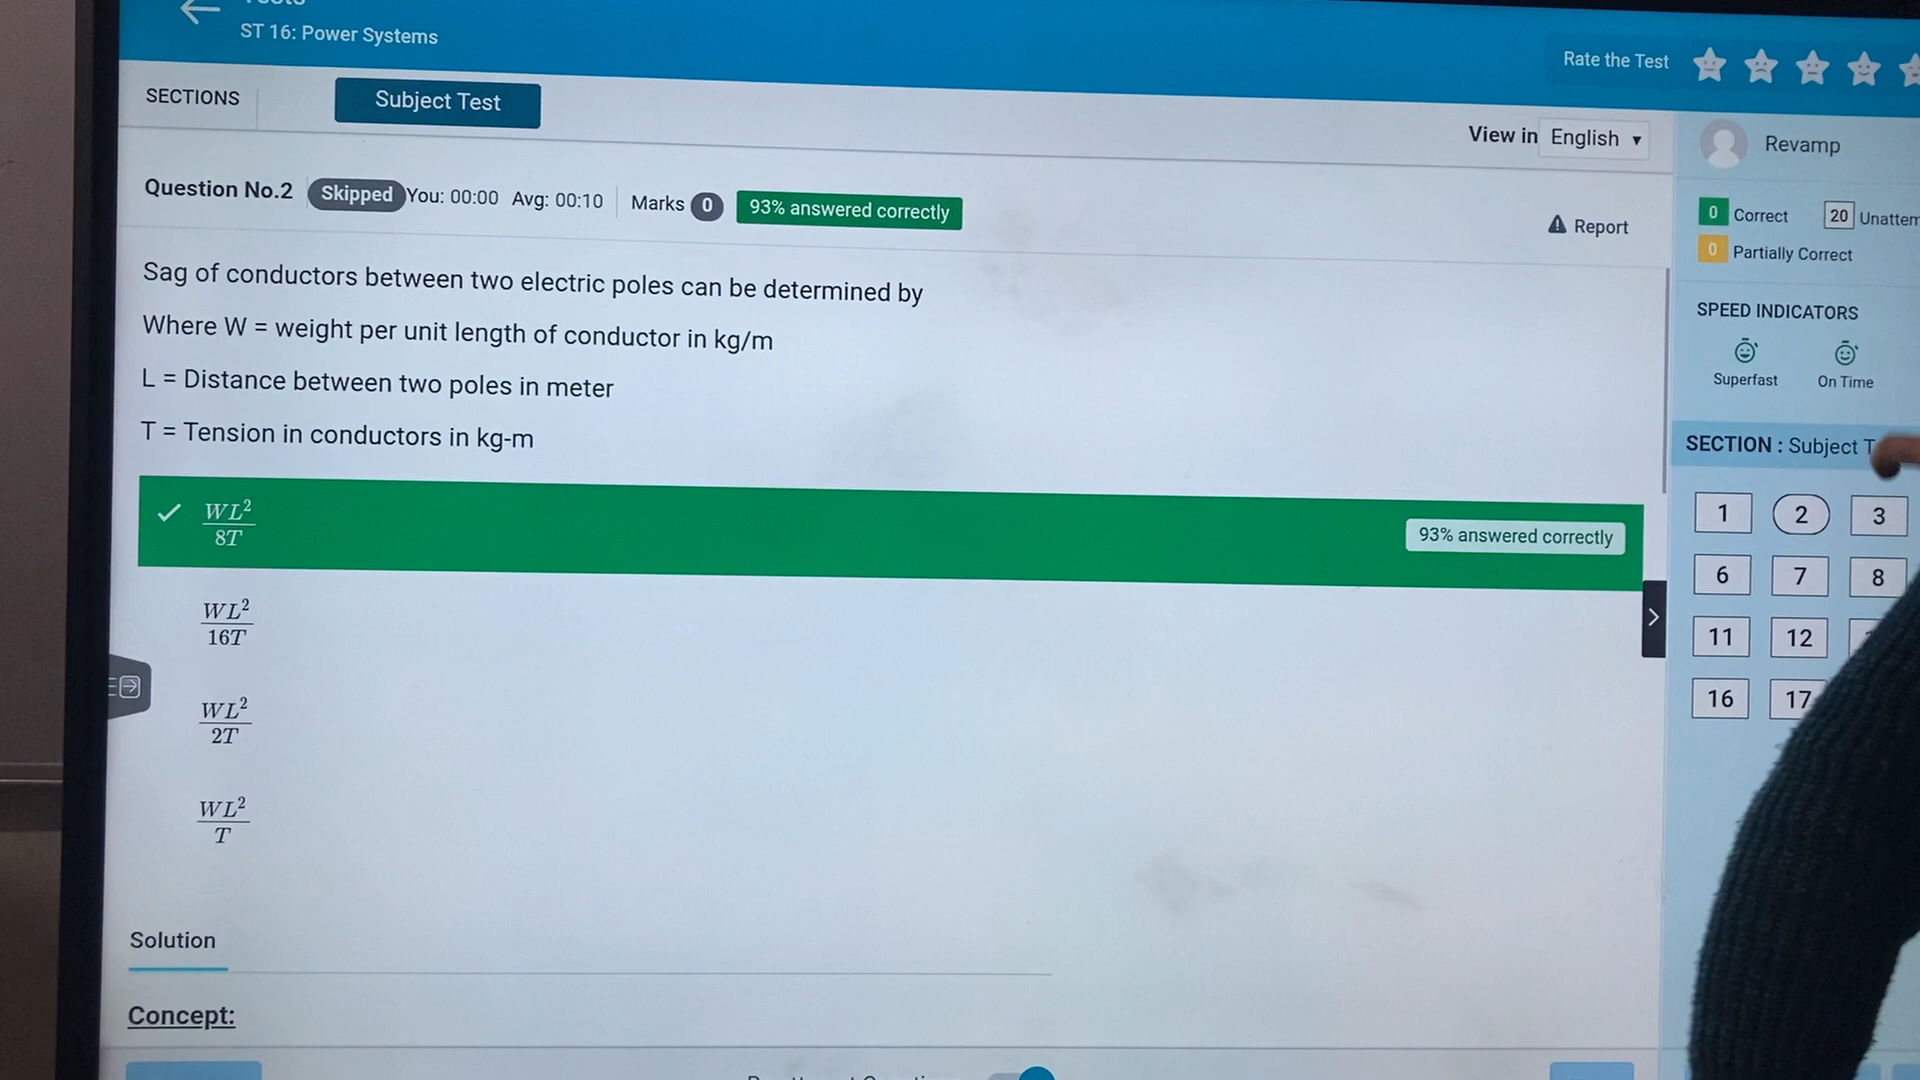 ST 16: Power Systems
Rate the Test
SECTIONS
Subject Test
View in English
Revamp
Question No.2 Skipped You: 00:00 Avg: 00:10 Marks 0 93% answered correctly
Report
0 Correct
20
0 Partially Correct
Sag of conductors between two electric poles can be determined by
Where W = weight per unit length of conductor in kg/m
L = Distance between two poles in meter
T = Tension in conductors in kg-m
SPEED INDICATORS
Superfast
On Time
SECTION : Subject
WL²/8T
93% answered correctly
WL²/16T
WL²/2T
WL²/T
1 2 3
6 7 8
11 12
16 17
Solution
Concept: